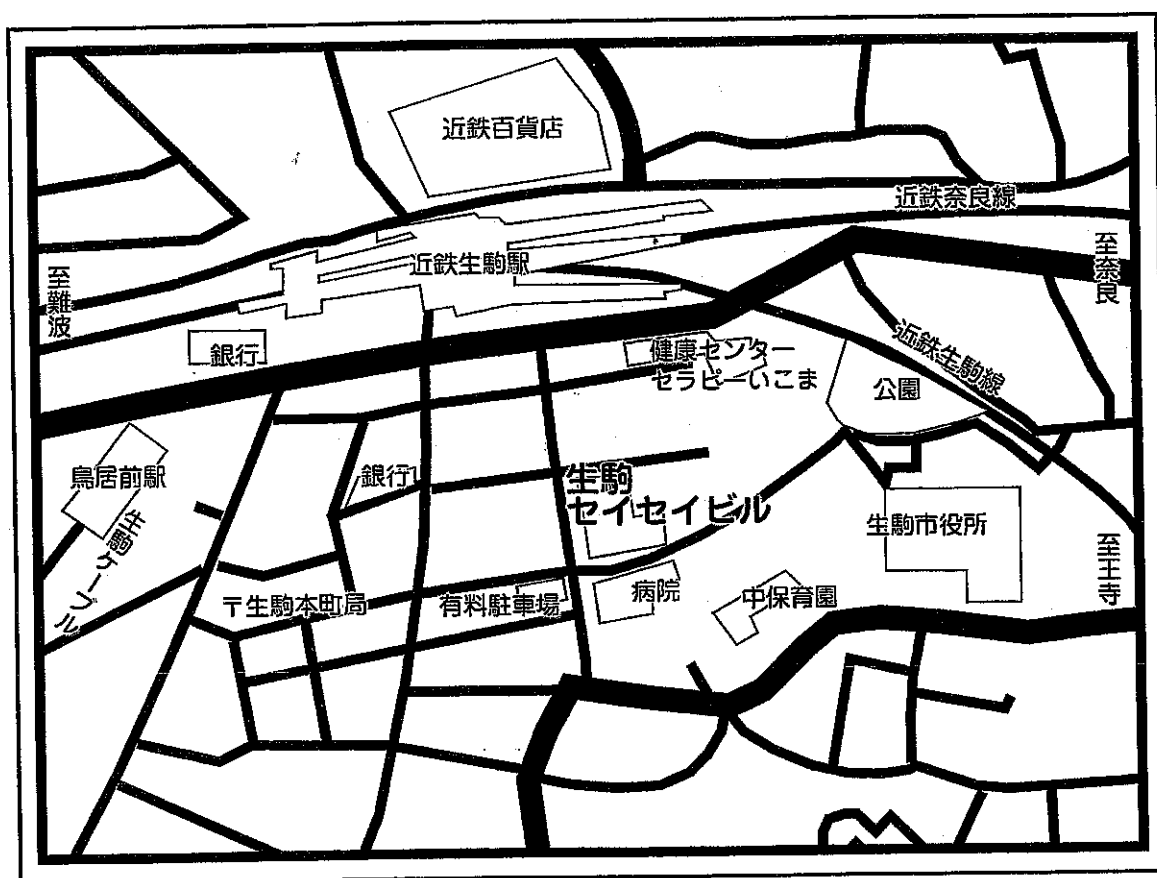 近鉄百貨店
近鉄奈良線
至奈良
近鉄生駒駅
至難波
銀行
健康センター
セラピーいこま
近鉄生駒線
公園
鳥居前駅
銀行
生駒
セイセイビル
生駒市役所
生駒ケーブル
至王寺
〒生駒本町局
有料駐車場
病院
中保育園